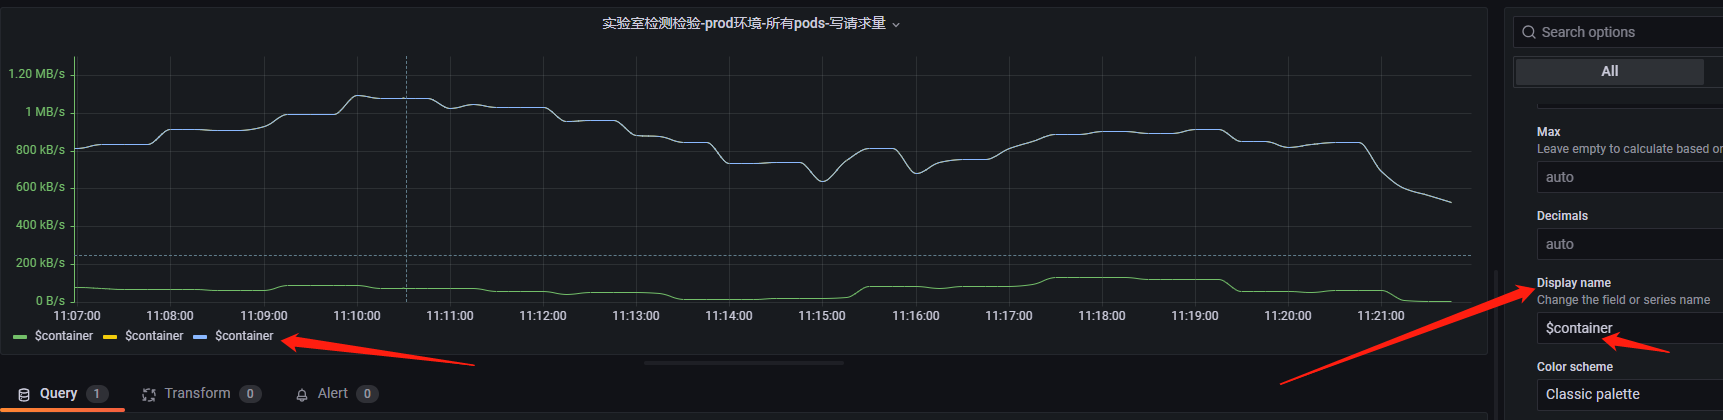 实验室检测检验-prod环境-所有pods-写请求量
Search options
All
1.20 MB/s
1 MB/s
800 kB/s
600 kB/s
400 kB/s
200 kB/s
0 B/s
11:07:00 11:08:00 11:09:00 11:10:00 11:11:00 11:12:00 11:13:00 11:14:00 11:15:00 11:16:00 11:17:00 11:18:00 11:19:00 11:20:00 11:21:00
$container $container $container
Max
Leave empty to calculate based on
auto
Decimals
auto
Display name
Change the field or series name
$container
Color scheme
Classic palette
Query 1 Transform 0 Alert 0